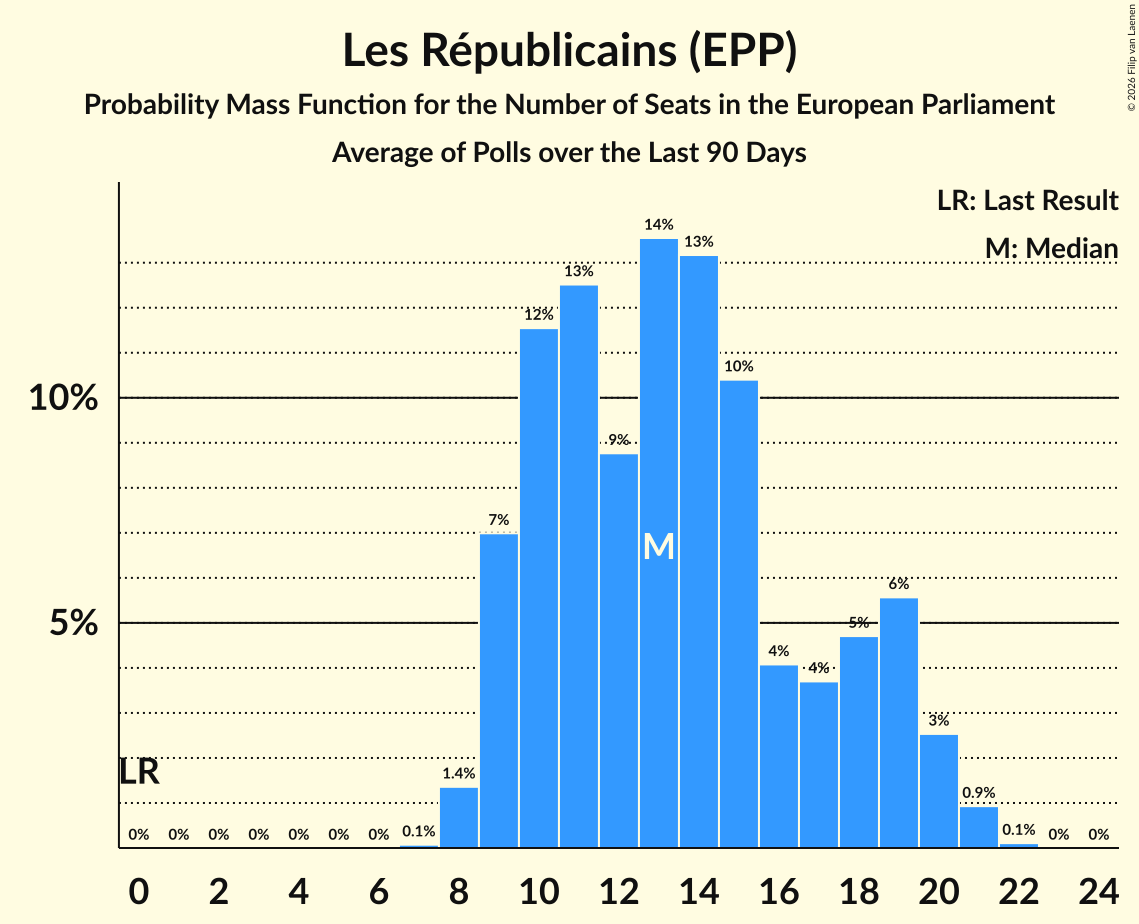 Les Républicains (EPP)
Probability Mass Function for the Number of Seats in the European Parliament
Average of Polls over the Last 90 Days
© 2026 Filip van Laenen
LR: Last Result
M: Median
14%
13%
13%
12%
10%
10%
9%
7%
M
6%
5%
5%
4%
4%
3%
LR
1.4%
0.9%
0% 0% 0% 0% 0% 0% 0% 0.1% 0.1% 0% 0%
0 2 4 6 8 10 12 14 16 18 20 22 24